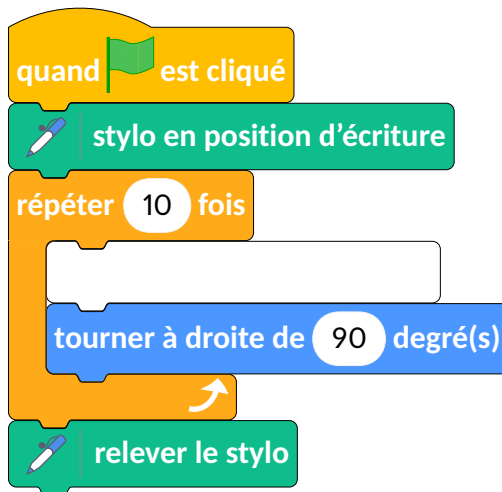 quand est cliqué
stylo en position d’écriture
répéter 10 fois
tourner à droite de 90 degré(s)
relever le stylo